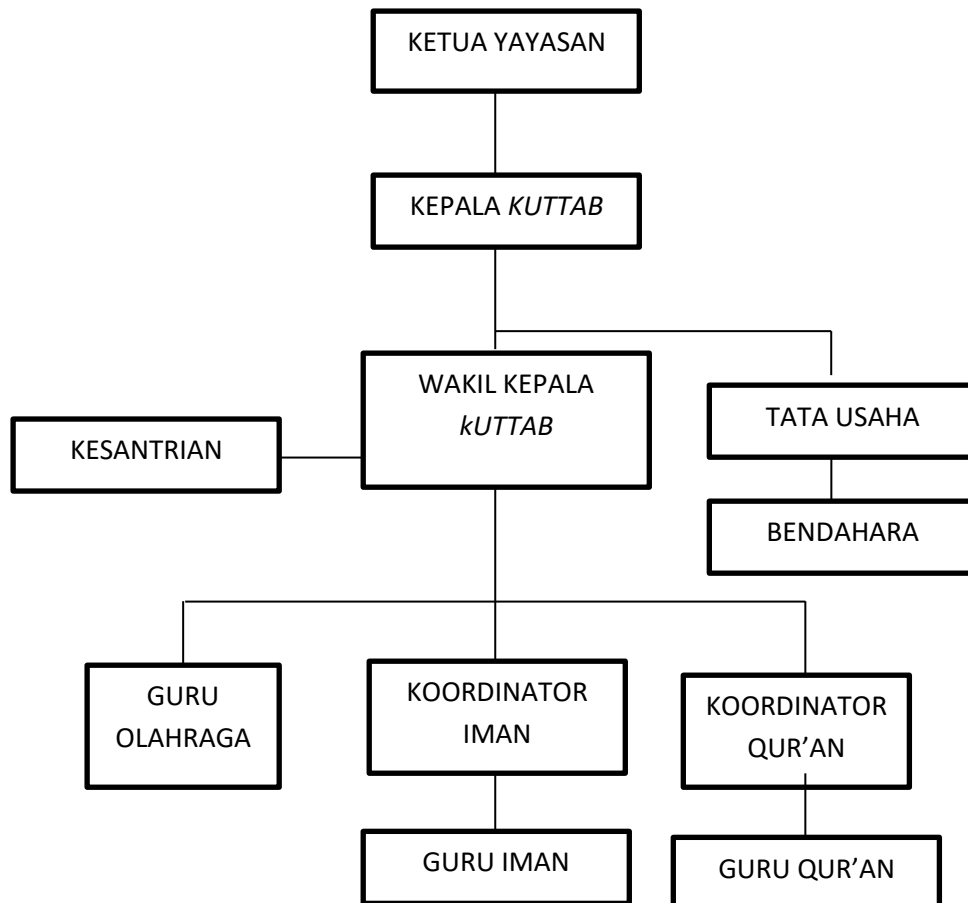 KETUA YAYASAN
KEPALA KUTTAB
WAKIL KEPALA
kUTTAB
TATA USAHA
KESANTRIAN
BENDAHARA
GURU
OLAHRAGA
KOORDINATOR
IMAN
KOORDINATOR
QUR’AN
GURU IMAN
GURU QUR’AN